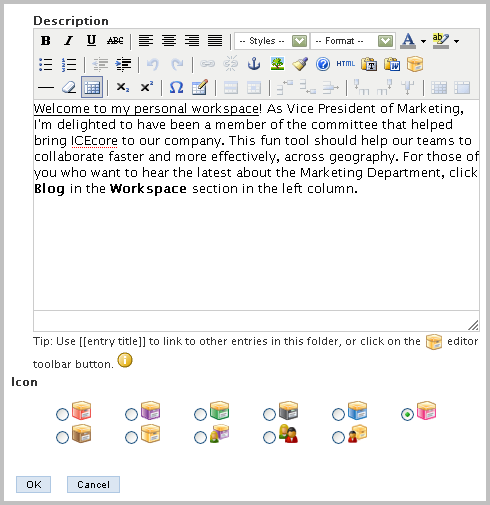 Description
B I U ABC -- Styles -- -- Format -- A ab
HTML T W
X₂ X² Ω
Welcome to my personal workspace! As Vice President of Marketing,
I'm delighted to have been a member of the committee that helped
bring ICEcore to our company. This fun tool should help our teams to
collaborate faster and more effectively, across geography. For those of
you who want to hear the latest about the Marketing Department, click
Blog in the Workspace section in the left column.
Tip: Use [[entry title]] to link to other entries in this folder, or click on the editor
toolbar button.
Icon
OK Cancel